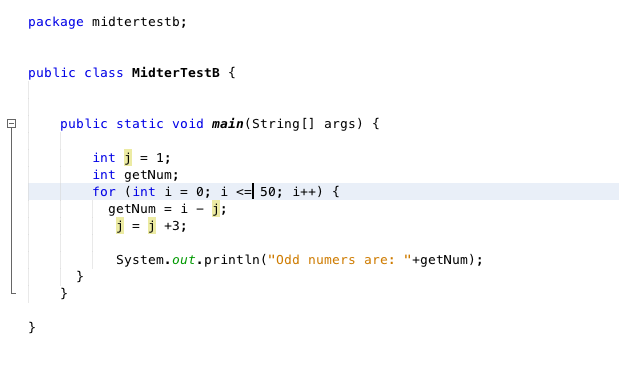 package midtertestb;
public class MidterTestB {
public static void main(String[] args) {
int j = 1;
int getNum;
for (int i = 0; i <= 50; i++) {
getNum = i - j;
j = j +3;
System.out.println("Odd numers are: "+getNum);
}
}
}